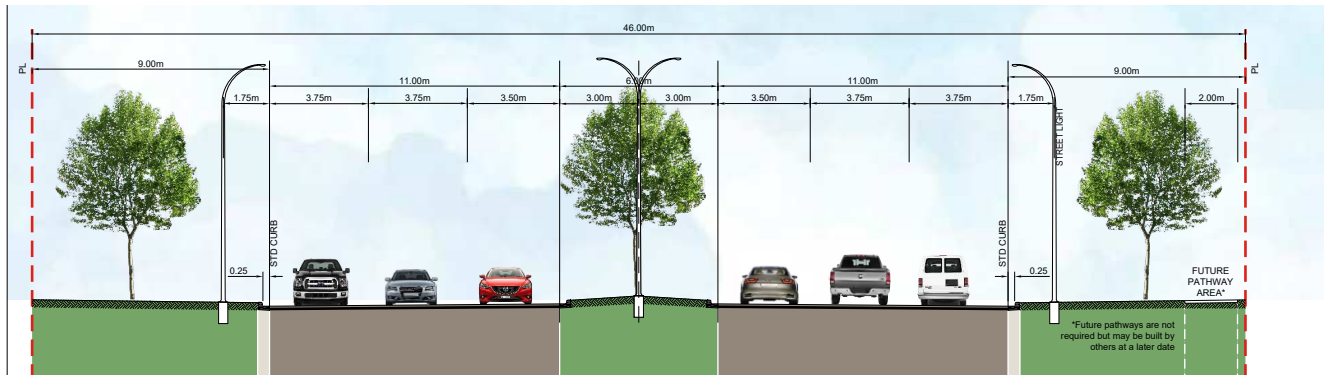 46.00m
PL
PL
9.00m
9.00m
11.00m
6.00m
11.00m
1.75m
3.75m
3.75m
3.50m
3.00m
3.00m
3.50m
3.75m
3.75m
1.75m
2.00m
STREET LIGHT
STD CURB
STD CURB
0.25
0.25
FUTURE
PATHWAY
AREA*
*Future pathways are not
required but may be built by
others at a later date